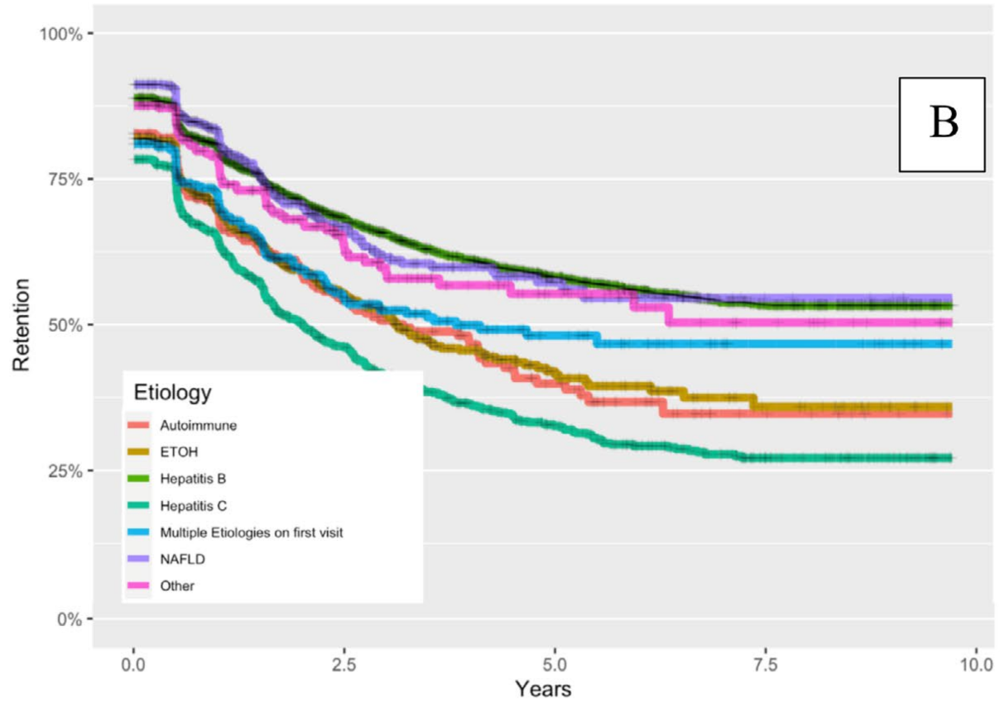 100%
B
75%
50%
25%
0%
Retention
Etiology
Autoimmune
ETOH
Hepatitis B
Hepatitis C
Multiple Etiologies on first visit
NAFLD
Other
0.0 2.5 5.0 7.5 10.0
Years